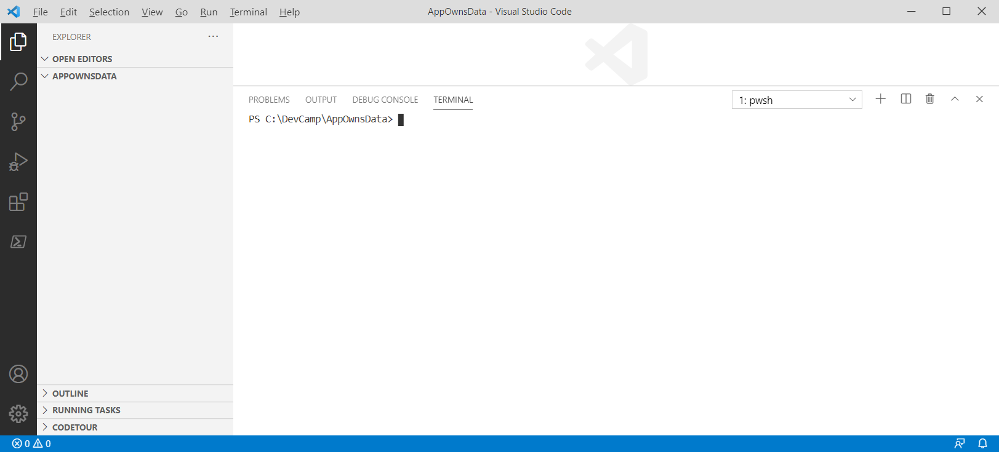 File Edit Selection View Go Run Terminal Help AppOwnsData - Visual Studio Code
EXPLORER ···
OPEN EDITORS
APPOWNSDATA
PROBLEMS OUTPUT DEBUG CONSOLE TERMINAL 1: pwsh
PS C:\DevCamp\AppOwnsData>
OUTLINE
RUNNING TASKS
CODETOUR
0 0